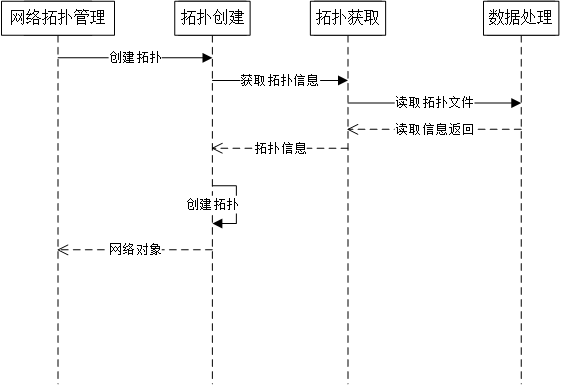 网络拓扑管理
拓扑创建
拓扑获取
数据处理
创建拓扑
获取拓扑信息
读取拓扑文件
读取信息返回
拓扑信息
创建拓扑
网络对象